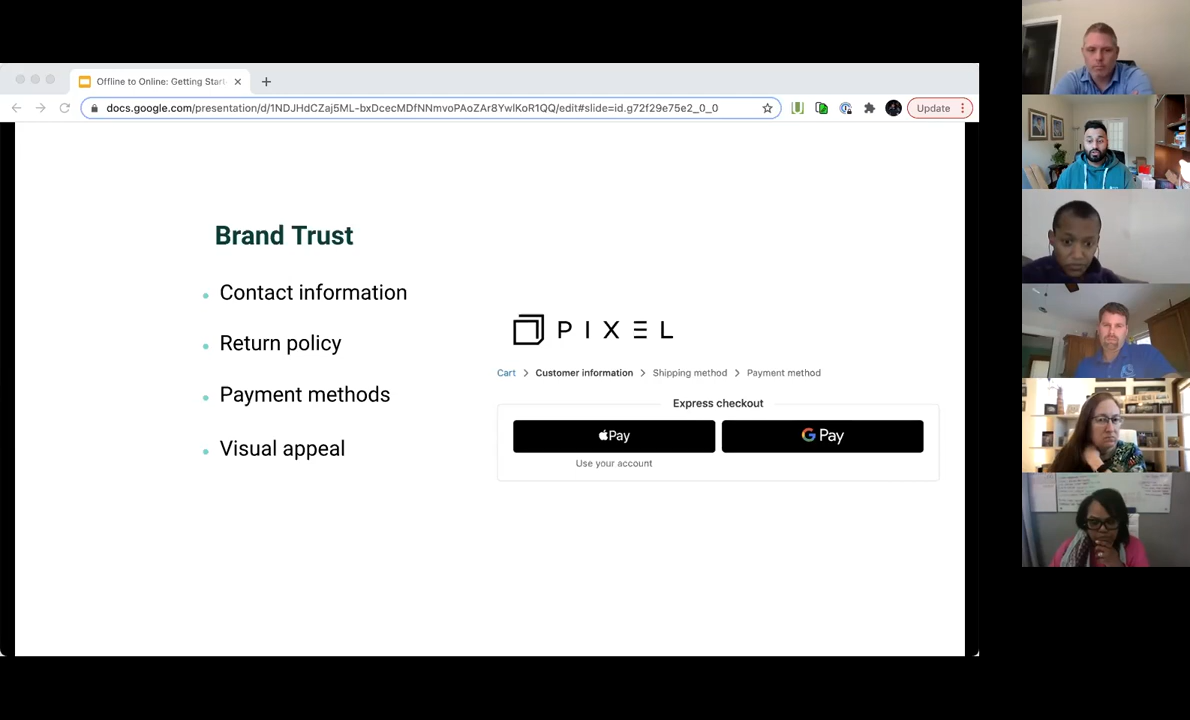 Offline to Online: Getting Start
docs.google.com/presentation/d/1NDJHdCZaj5ML-bxDcecMDfNNmvoPAoZAr8YwlKoR1QQ/edit#slide=id.g72f29e75e2_0_0
Update
Brand Trust
Contact information
Return policy
Payment methods
Visual appeal
PIXEL
Cart > Customer information > Shipping method > Payment method
Express checkout
Pay
G Pay
Use your account